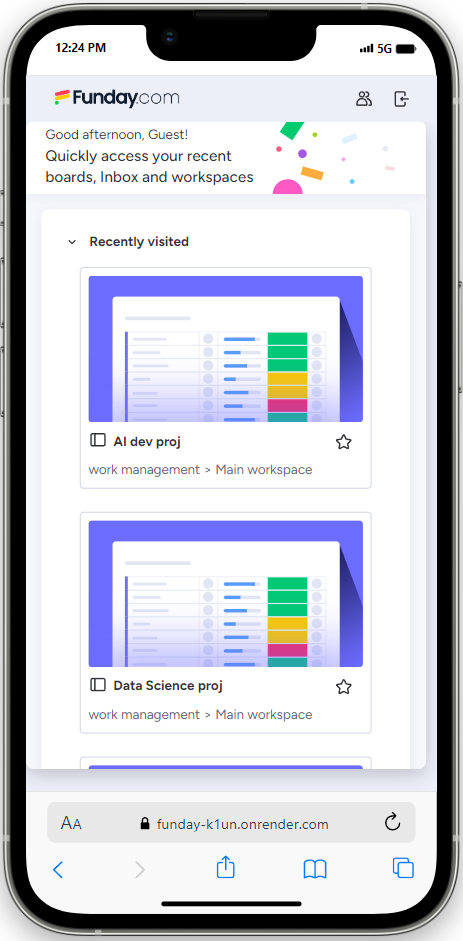 12:24 PM
5G
Funday.com
Good afternoon, Guest!
Quickly access your recent
boards, Inbox and workspaces
Recently visited
AI dev proj
work management > Main workspace
Data Science proj
work management > Main workspace
AA
funday-k1un.onrender.com